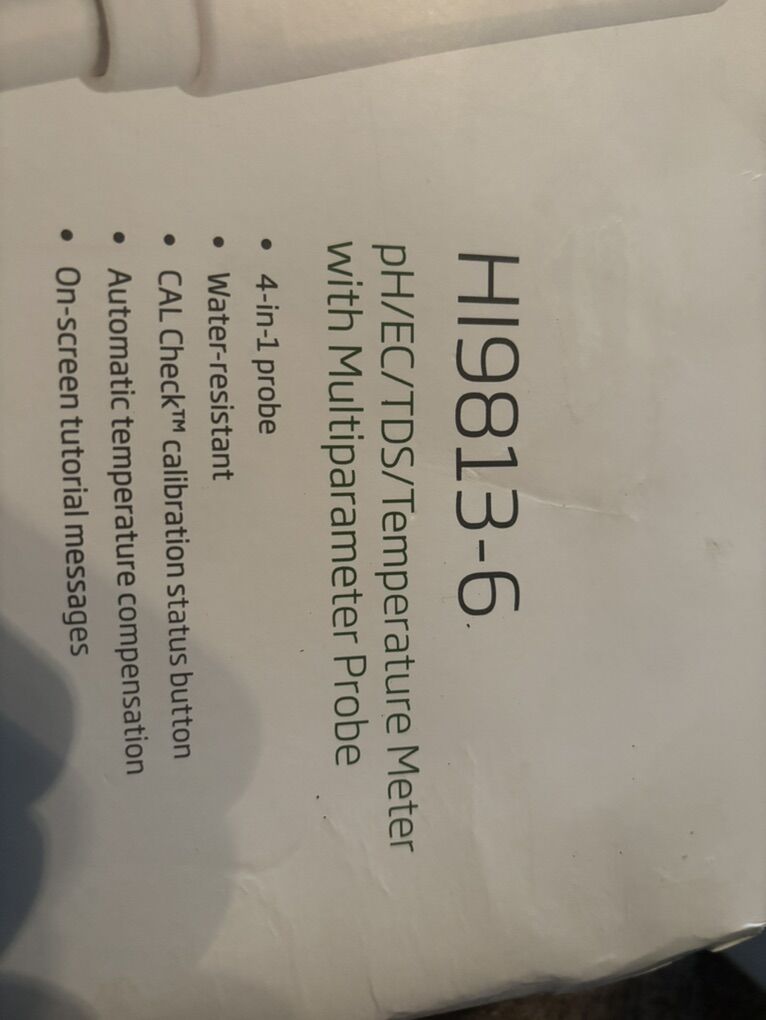 HI9813-6
pH/EC/TDS/Temperature Meter
with Multiparameter Probe
• 4-in-1 probe
• Water-resistant
• CAL Check™ calibration status button
• Automatic temperature compensation
• On-screen tutorial messages